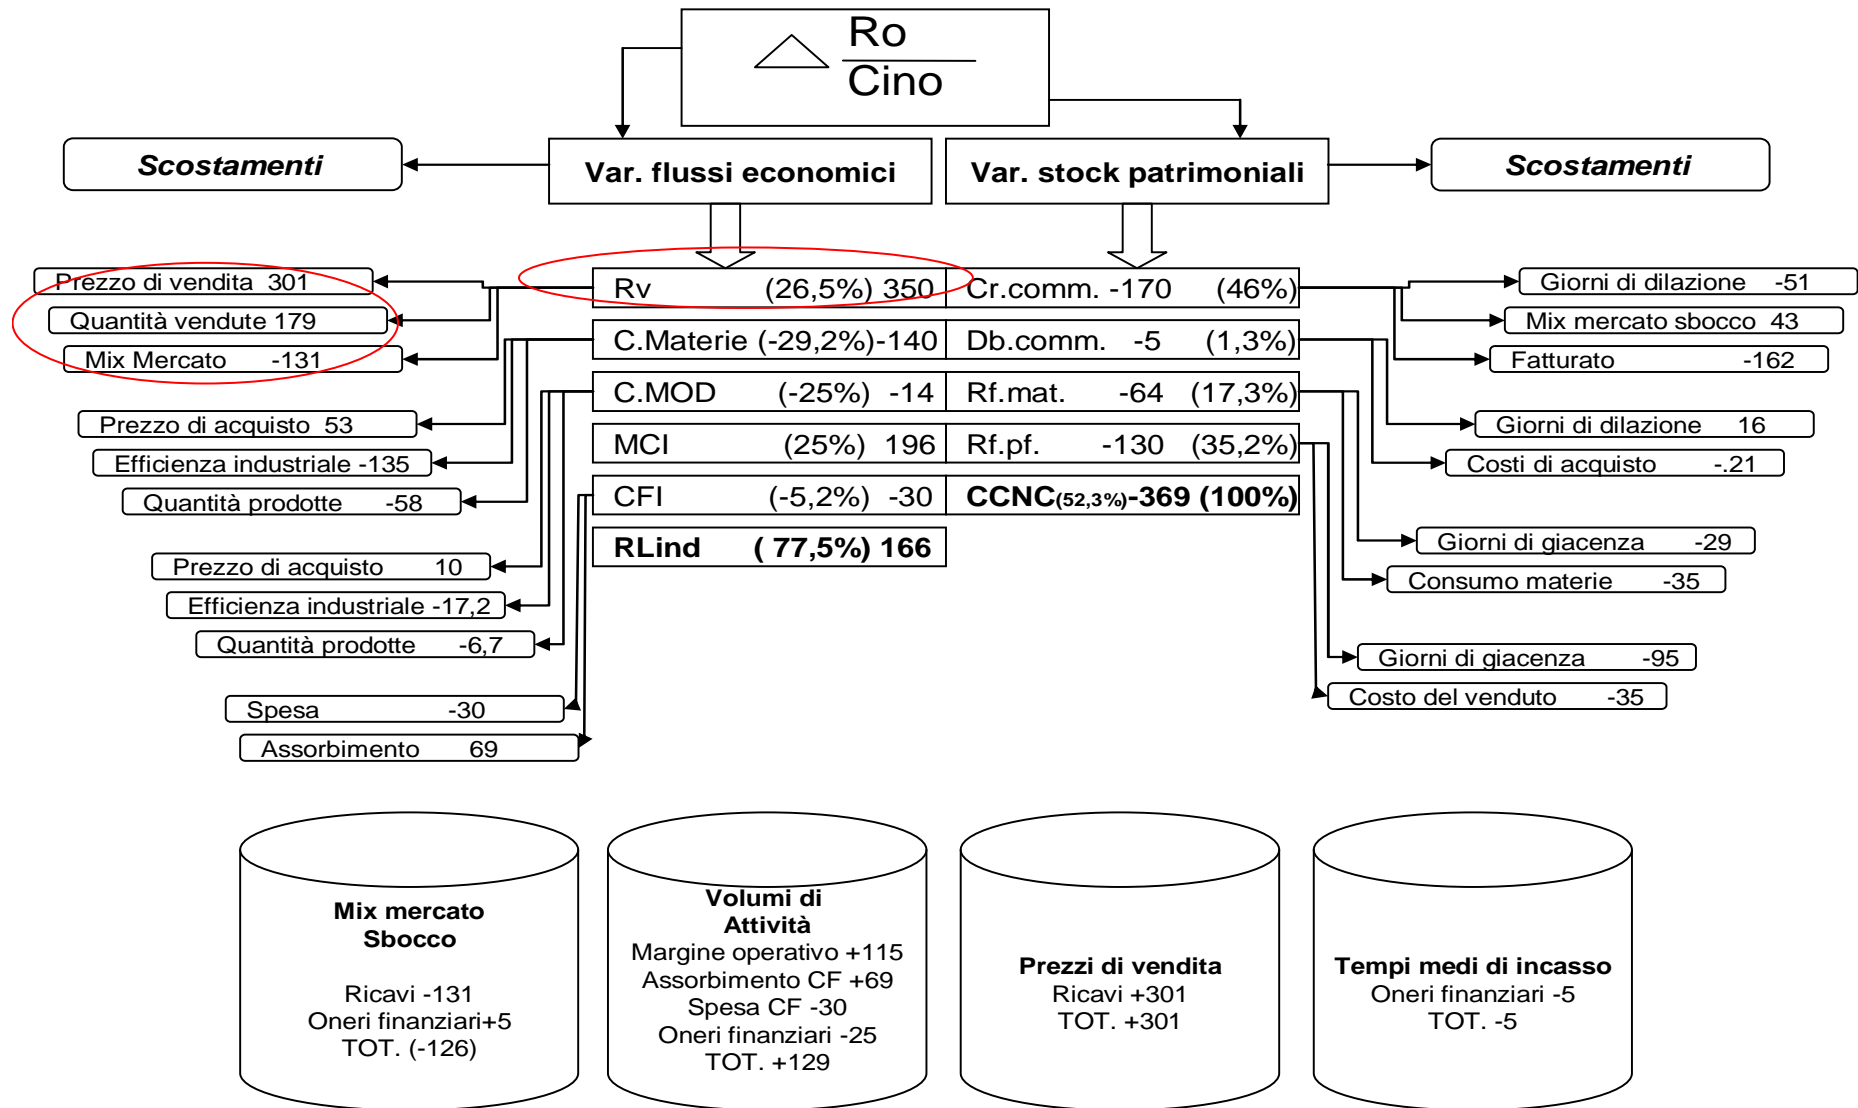 Ro
Cino
Scostamenti
Var. flussi economici
Var. stock patrimoniali
Scostamenti
Prezzo di vendita 301
Quantità vendute 179
Mix Mercato -131
Prezzo di acquisto 53
Efficienza industriale -135
Quantità prodotte -58
Prezzo di acquisto 10
Efficienza industriale -17,2
Quantità prodotte -6,7
Spesa -30
Assorbimento 69
Rv (26,5%) 350
C.Materie (-29,2%)-140
C.MOD (-25%) -14
MCI (25%) 196
CFI (-5,2%) -30
RLind ( 77,5%) 166
Cr.comm. -170 (46%)
Db.comm. -5 (1,3%)
Rf.mat. -64 (17,3%)
Rf.pf. -130 (35,2%)
CCNC(52,3%)-369 (100%)
Giorni di dilazione -51
Mix mercato sbocco 43
Fatturato -162
Giorni di dilazione 16
Costi di acquisto -.21
Giorni di giacenza -29
Consumo materie -35
Giorni di giacenza -95
Costo del venduto -35
Mix mercato
Sbocco
Ricavi -131
Oneri finanziari+5
TOT. (-126)
Volumi di
Attività
Margine operativo +115
Assorbimento CF +69
Spesa CF -30
Oneri finanziari -25
TOT. +129
Prezzi di vendita
Ricavi +301
TOT. +301
Tempi medi di incasso
Oneri finanziari -5
TOT. -5